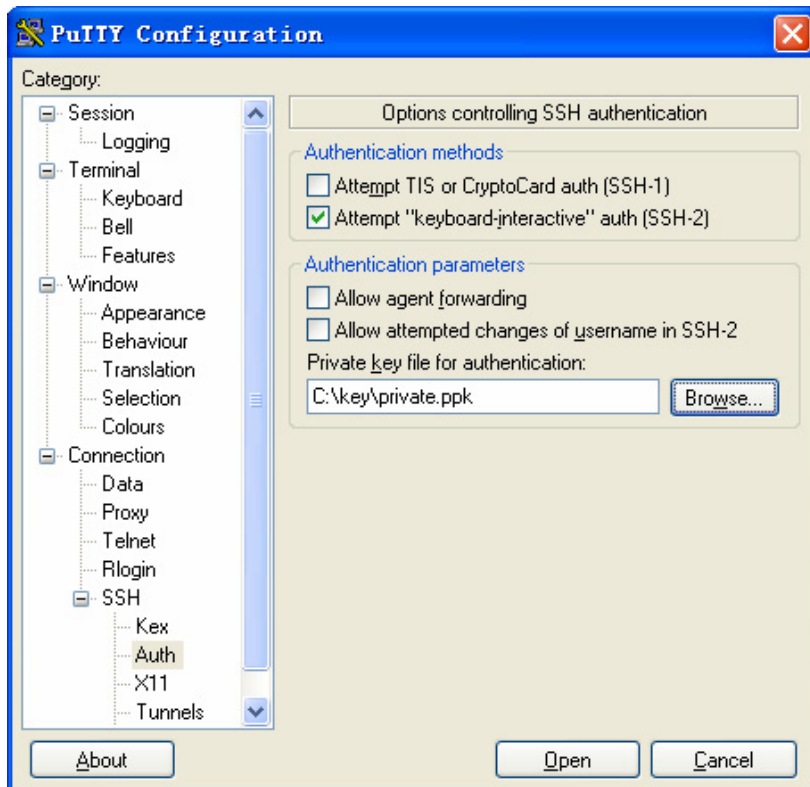 PuTTY Configuration
Category:
Session
Logging
Terminal
Keyboard
Bell
Features
Window
Appearance
Behaviour
Translation
Selection
Colours
Connection
Data
Proxy
Telnet
Rlogin
SSH
Kex
Auth
X11
Tunnels
Options controlling SSH authentication
Authentication methods
Attempt TIS or CryptoCard auth (SSH-1)
Attempt "keyboard-interactive" auth (SSH-2)
Authentication parameters
Allow agent forwarding
Allow attempted changes of username in SSH-2
Private key file for authentication:
C:\key\private.ppk
Browse...
About
Open
Cancel